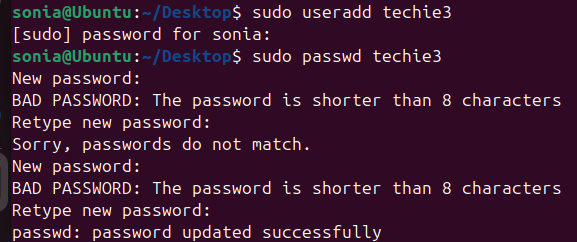 sonia@Ubuntu:~/Desktop$ sudo useradd techie3
[sudo] password for sonia:
sonia@Ubuntu:~/Desktop$ sudo passwd techie3
New password:
BAD PASSWORD: The password is shorter than 8 characters
Retype new password:
Sorry, passwords do not match.
New password:
BAD PASSWORD: The password is shorter than 8 characters
Retype new password:
passwd: password updated successfully